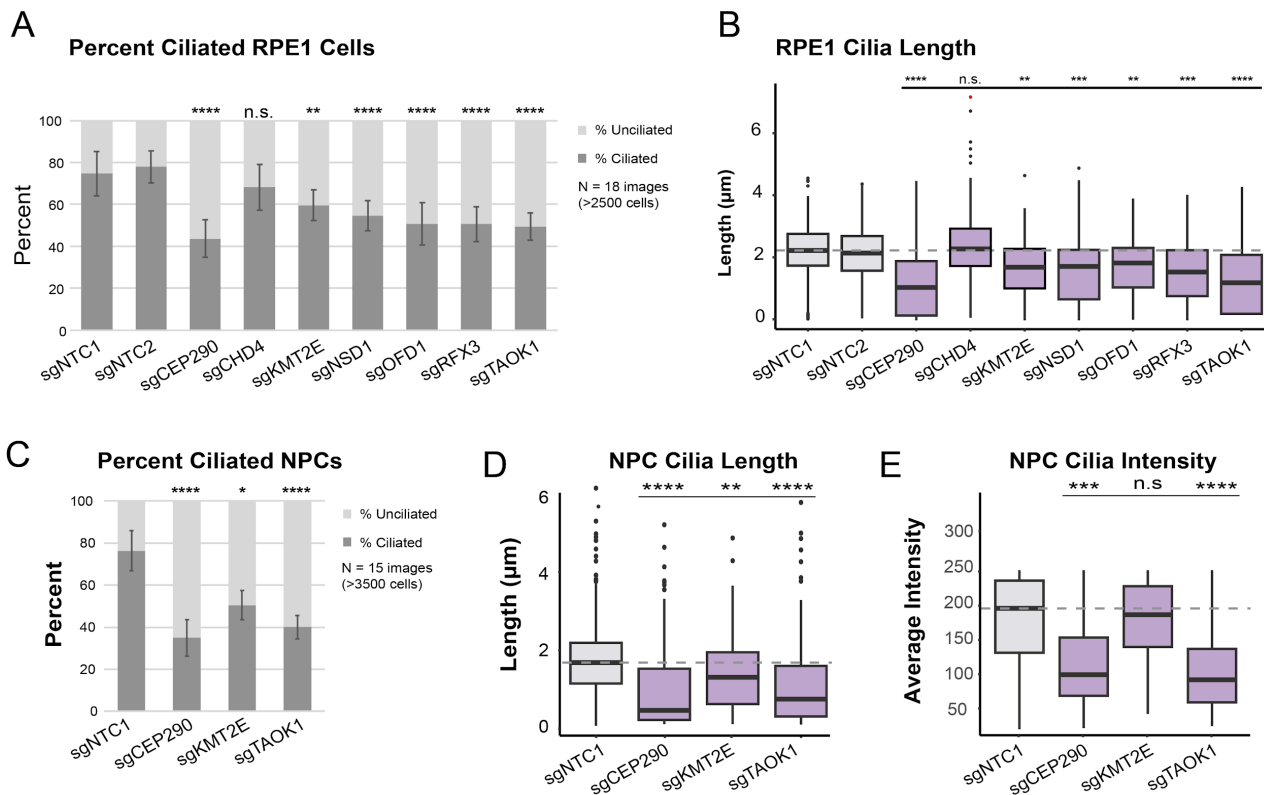 A
Percent Ciliated RPE1 Cells
**** n.s. ** **** **** **** ****
Percent
100
80
60
40
20
0
sgNTC1
sgNTC2
sgCEP290
sgCHD4
sgKMT2E
sgNSD1
sgOFD1
sgRFX3
sgTAOK1
% Unciliated
% Ciliated
N = 18 images
(>2500 cells)
B
RPE1 Cilia Length
**** n.s. ** *** ** *** ****
Length (µm)
6
4
2
0
sgNTC1
sgNTC2
sgCEP290
sgCHD4
sgKMT2E
sgNSD1
sgOFD1
sgRFX3
sgTAOK1
C
Percent Ciliated NPCs
**** * ****
Percent
100
80
60
40
20
0
sgNTC1
sgCEP290
sgKMT2E
sgTAOK1
% Unciliated
% Ciliated
N = 15 images
(>3500 cells)
D
NPC Cilia Length
**** ** ****
Length (µm)
6
4
2
0
sgNTC1
sgCEP290
sgKMT2E
sgTAOK1
E
NPC Cilia Intensity
*** n.s ****
Average Intensity
300
250
200
150
100
50
sgNTC1
sgCEP290
sgKMT2E
sgTAOK1